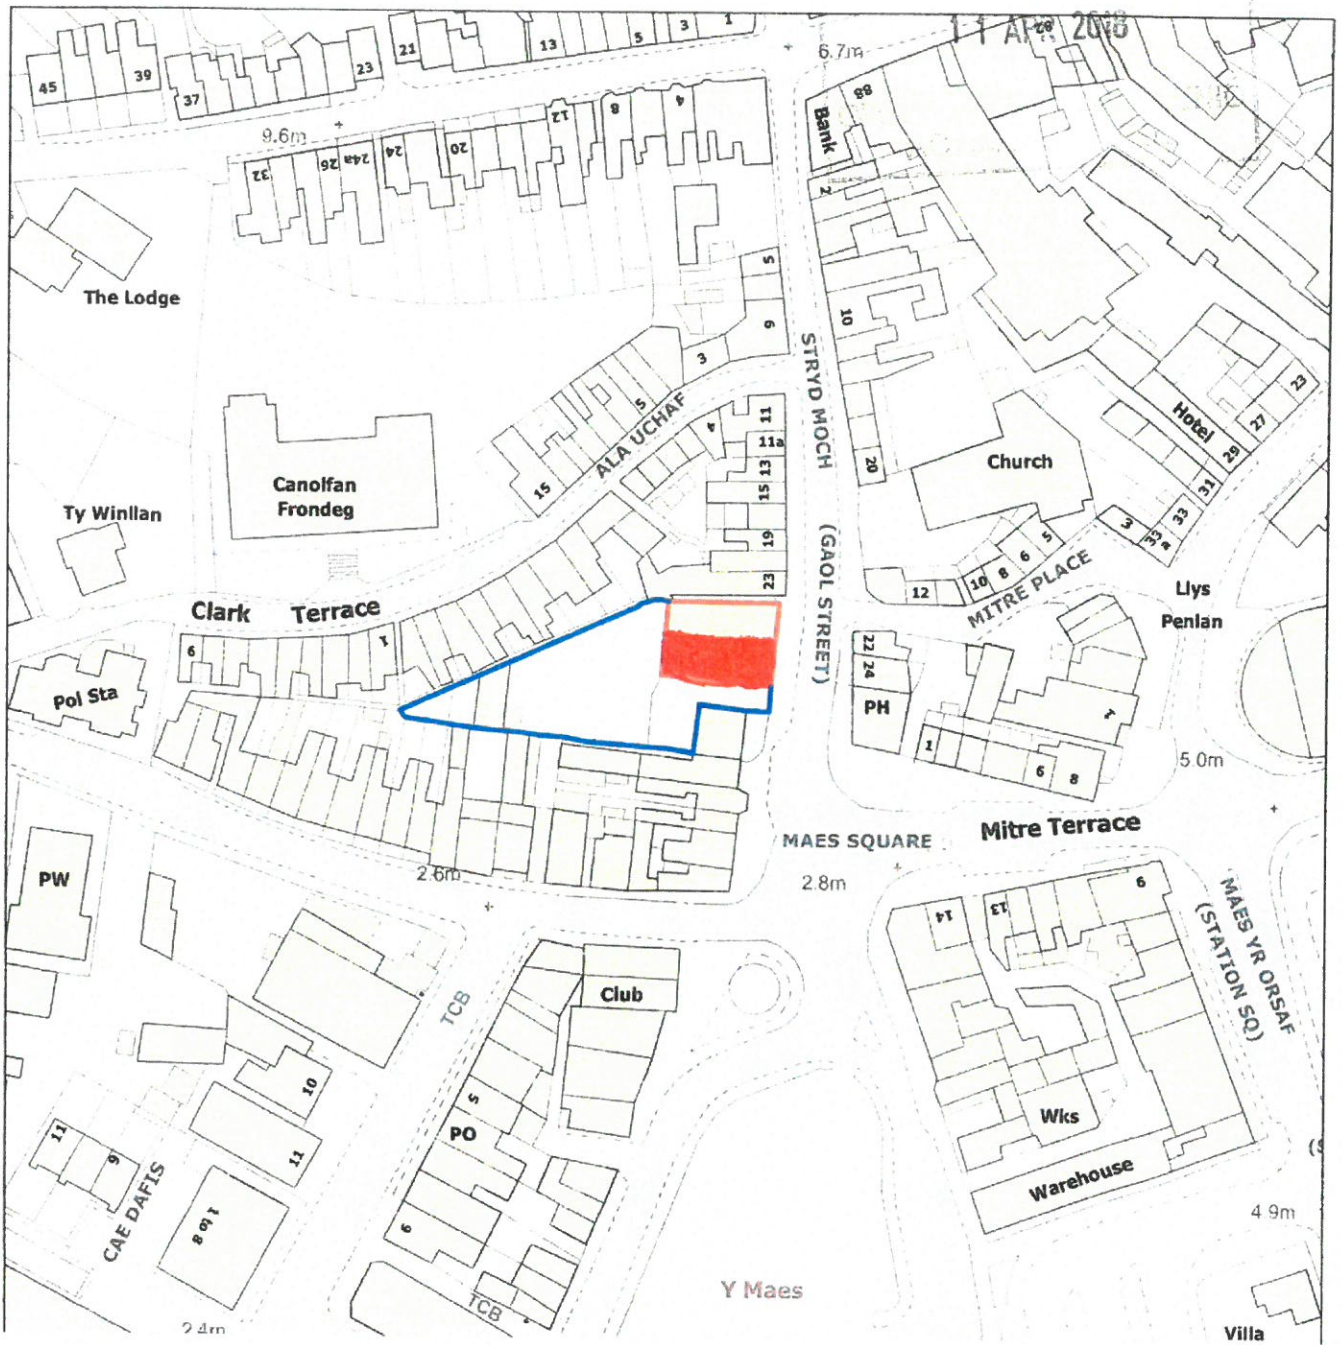 11 APR 2018
45
39
37
23
21
13
5
3
1
6.7m
82
88
Bank
2
9.6m
32
26
24a
24
20
12
8
4
The Lodge
5
9
3
10
STRYD MOCH
5
ALA UCHAF
4
11
11a
13
15
19
23
15
20
Church
Hotel
23
27
29
31
33
33a
3
Canolfan
Frondeg
Ty Winllan
(GAOL STREET)
5
6
8
10
12
MITRE PLACE
Llys
Penlan
Clark Terrace
6
1
Pol Sta
22
24
PH
1
6
8
1
5.0m
MAES SQUARE
Mitre Terrace
2.8m
2.6m
PW
14
13
9
MAES YR ORSAF
(STATION SQ)
TCB
Club
5
PO
9
Wks
Warehouse
10
11
11
9
1 to 8
CAE DAFIS
4.9m
Y Maes
TCB
2.4m
Villa